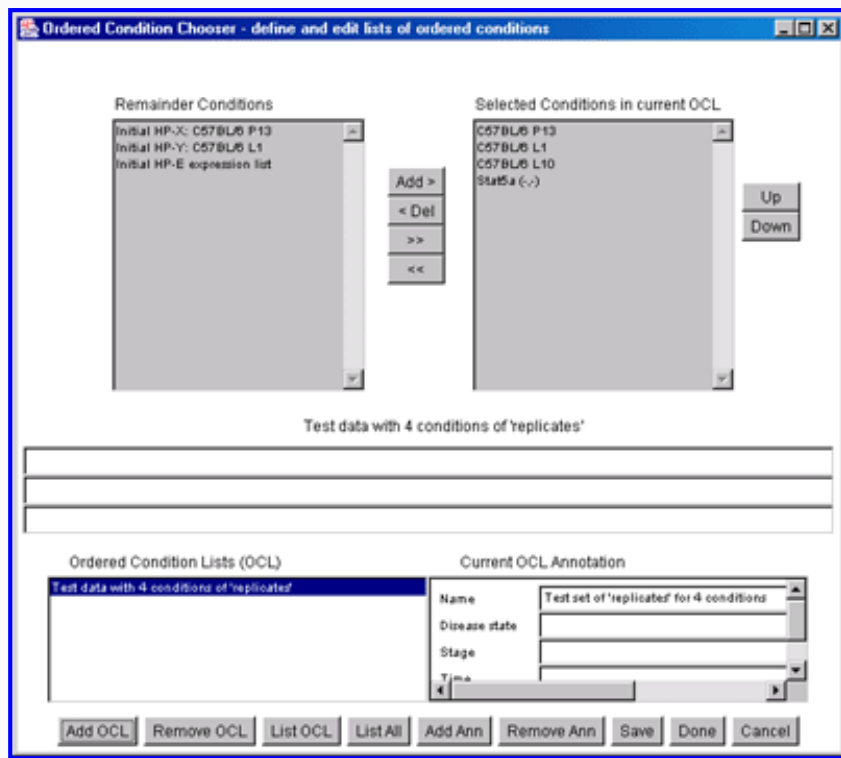 Ordered Condition Chooser - define and edit lists of ordered conditions
Remainder Conditions
Selected Conditions in current OCL
Initial HP-X: C57BL/6 P13
Initial HP-Y: C57BL/6 L1
Initial HP-E expression list
C57BL/6 P13
C57BL/6 L1
C57BL/6 L10
Stat5a (-,-)
Add >
< Del
>>
<<
Up
Down
Test data with 4 conditions of 'replicates'
Ordered Condition Lists (OCL)
Current OCL Annotation
Test data with 4 conditions of 'replicates'
Name
Test set of 'replicates' for 4 conditions
Disease state
Stage
Time
Add OCL
Remove OCL
List OCL
List All
Add Ann
Remove Ann
Save
Done
Cancel